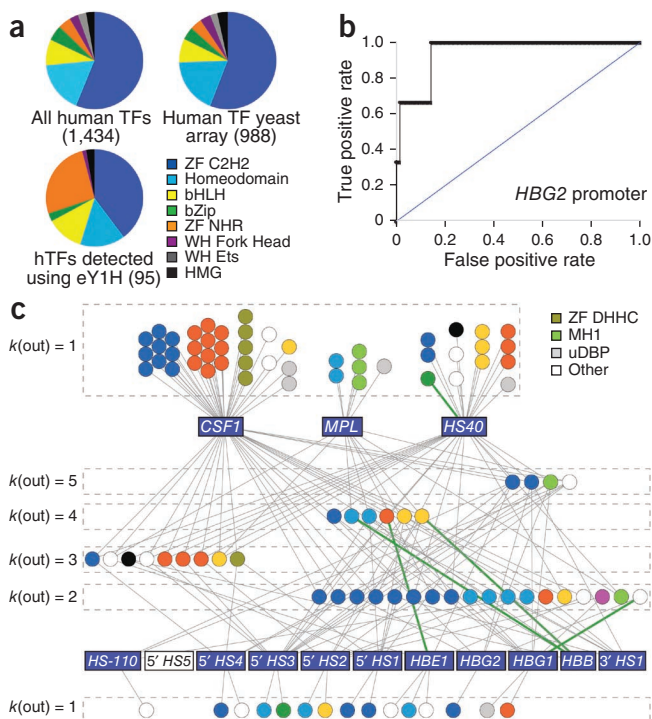 a
All human TFs
(1,434)
Human TF yeast
array (988)
hTFs detected
using eY1H (95)
ZF C2H2
Homeodomain
bHLH
bZip
ZF NHR
WH Fork Head
WH Ets
HMG
b
True positive rate
1.0
0.8
0.6
0.4
0.2
0
0 0.2 0.4 0.6 0.8 1.0
False positive rate
HBG2 promoter
c
k(out) = 1
ZF DHHC
MH1
uDBP
Other
CSF1 MPL HS40
k(out) = 5
k(out) = 4
k(out) = 3
k(out) = 2
HS-110 5′ HS5 5′ HS4 5′ HS3 5′ HS2 5′ HS1 HBE1 HBG2 HBG1 HBB 3′ HS1
k(out) = 1